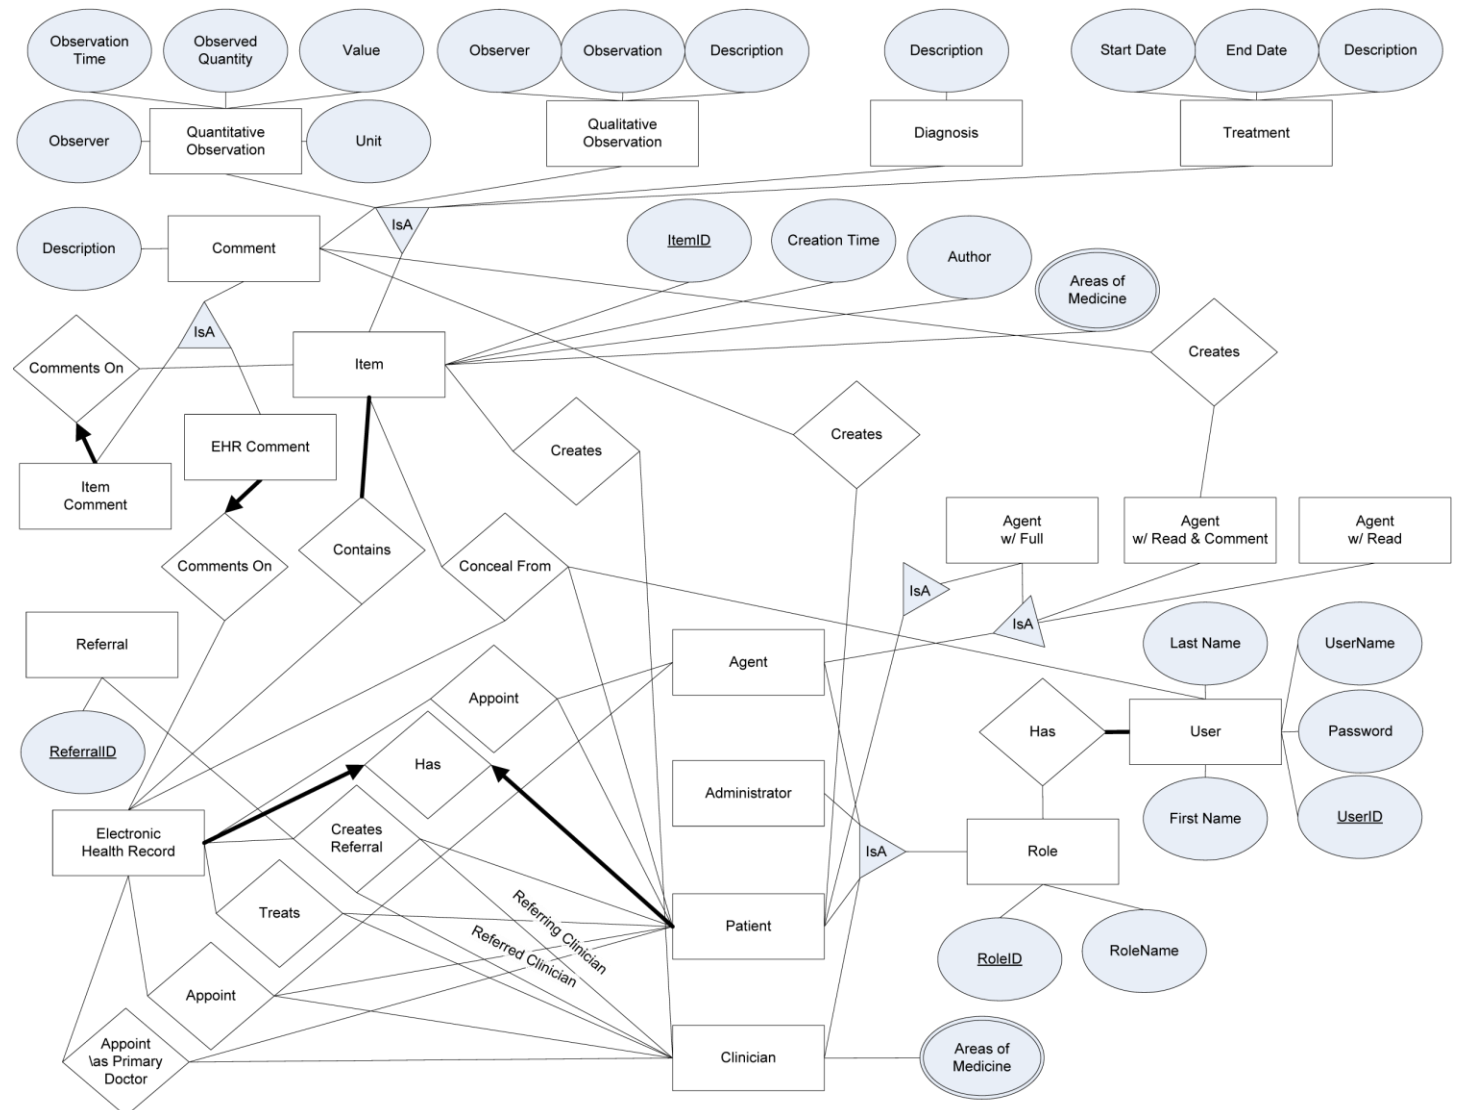 Observation
Time
Observed
Quantity
Value
Observer
Observation
Description
Description
Start Date
End Date
Description
Observer
Quantitative
Observation
Unit
Qualitative
Observation
Diagnosis
Treatment
Description
Comment
IsA
ItemID
Creation Time
Author
Areas of
Medicine
IsA
Comments On
Item
Creates
Creates
Creates
EHR Comment
Item
Comment
Comments On
Contains
Conceal From
Agent
w/ Full
Agent
w/ Read & Comment
Agent
w/ Read
IsA
IsA
Referral
Agent
Last Name
UserName
Appoint
ReferralID
Has
Has
User
Password
Administrator
First Name
UserID
Electronic
Health Record
Creates
Referral
IsA
Role
Treats
Referring Clinician
Referred Clinician
Patient
RoleID
RoleName
Appoint
Appoint
\as Primary
Doctor
Clinician
Areas of
Medicine